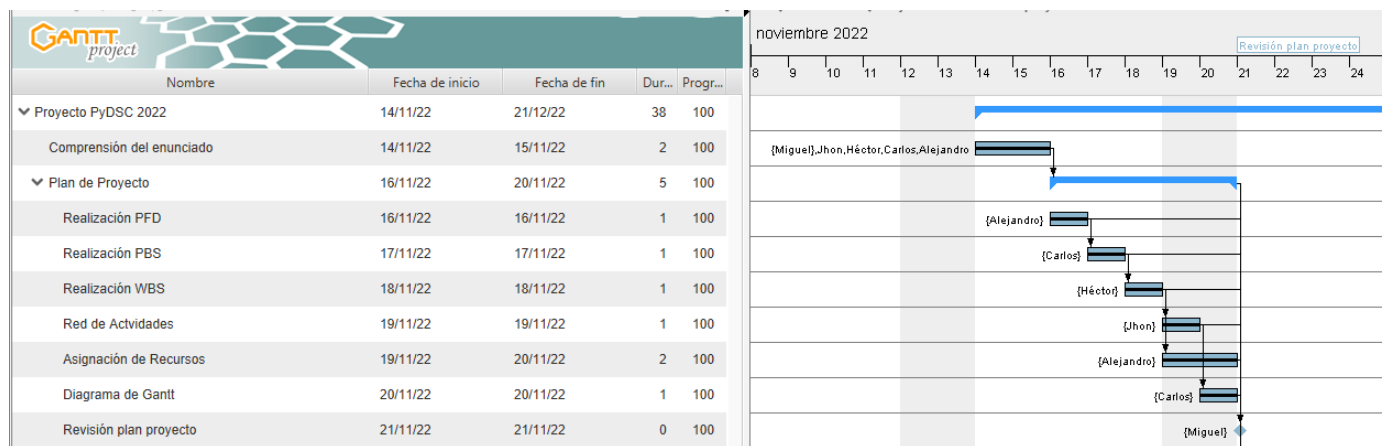 GANTT
project
noviembre 2022
Revisión plan proyecto
8 9 10 11 12 13 14 15 16 17 18 19 20 21 22 23 24
Nombre Fecha de inicio Fecha de fin Dur... Progr...
Proyecto PyDSC 2022 14/11/22 21/12/22 38 100
Comprensión del enunciado 14/11/22 15/11/22 2 100 {Miguel},Jhon,Héctor,Carlos,Alejandro
Plan de Proyecto 16/11/22 20/11/22 5 100
Realización PFD 16/11/22 16/11/22 1 100 {Alejandro}
Realización PBS 17/11/22 17/11/22 1 100 {Carlos}
Realización WBS 18/11/22 18/11/22 1 100 {Héctor}
Red de Actvidades 19/11/22 19/11/22 1 100 {Jhon}
Asignación de Recursos 19/11/22 20/11/22 2 100 {Alejandro}
Diagrama de Gantt 20/11/22 20/11/22 1 100 {Carlos}
Revisión plan proyecto 21/11/22 21/11/22 0 100 {Miguel}